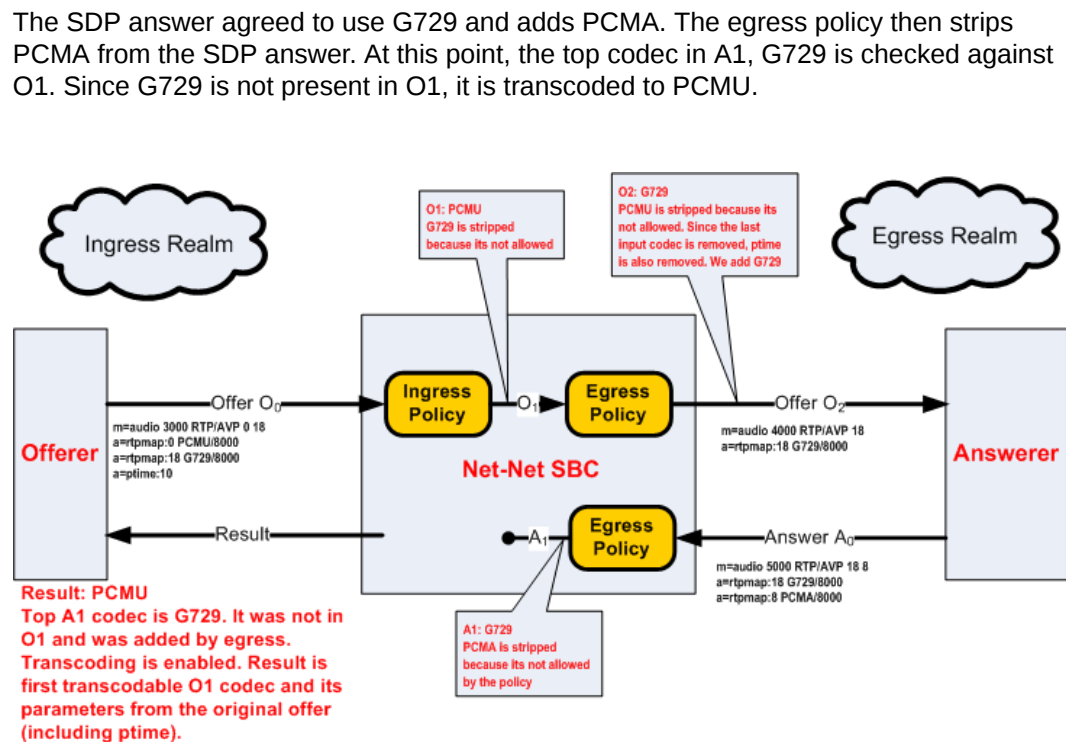 The SDP answer agreed to use G729 and adds PCMA. The egress policy then strips
PCMA from the SDP answer. At this point, the top codec in A1, G729 is checked against
O1. Since G729 is not present in O1, it is transcoded to PCMU.
Ingress Realm
O1: PCMU
G729 is stripped
because its not allowed
O2: G729
PCMU is stripped because its
not allowed. Since the last
input codec is removed, ptime
is also removed. We add G729
Egress Realm
Offerer
Offer O₀
m=audio 3000 RTP/AVP 0 18
a=rtpmap:0 PCMU/8000
a=rtpmap:18 G729/8000
a=ptime:10
Ingress
Policy
O₁
Egress
Policy
Net-Net SBC
Offer O₂
m=audio 4000 RTP/AVP 18
a=rtpmap:18 G729/8000
Answerer
Result
A₁
Egress
Policy
Answer A₀
m=audio 5000 RTP/AVP 18 8
a=rtpmap:18 G729/8000
a=rtpmap:8 PCMA/8000
Result: PCMU
Top A1 codec is G729. It was not in
O1 and was added by egress.
Transcoding is enabled. Result is
first transcodable O1 codec and its
parameters from the original offer
(including ptime).
A1: G729
PCMA is stripped
because its not allowed
by the policy